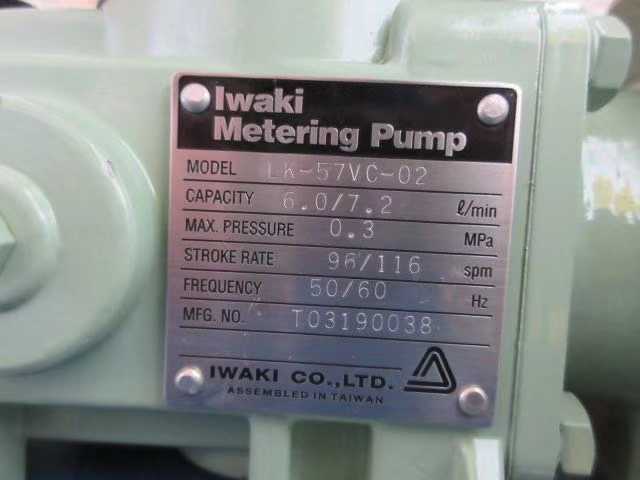 Iwaki
Metering Pump
MODEL LK-57VC-02
CAPACITY 6.0/7.2 ℓ/min
MAX. PRESSURE 0.3 MPa
STROKE RATE 96/116 spm
FREQUENCY 50/60 Hz
MFG. NO. T03190038
IWAKI CO.,LTD.
ASSEMBLED IN TAIWAN